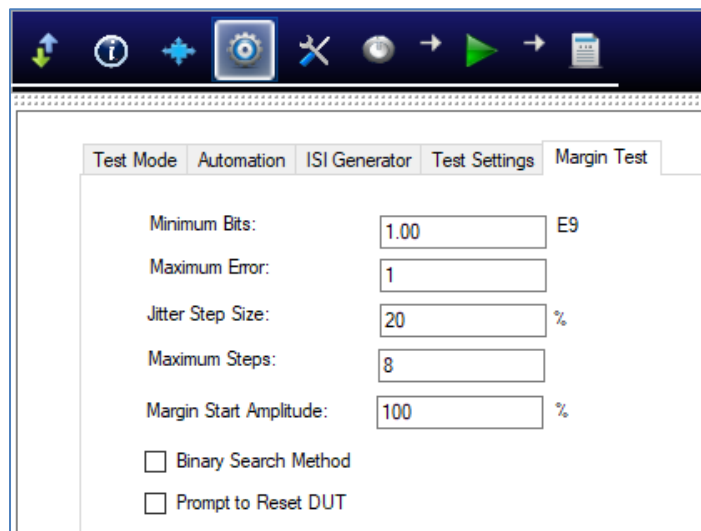 Test Mode Automation ISI Generator Test Settings Margin Test
Minimum Bits: 1.00 E9
Maximum Error: 1
Jitter Step Size: 20 %
Maximum Steps: 8
Margin Start Amplitude: 100 %
Binary Search Method
Prompt to Reset DUT